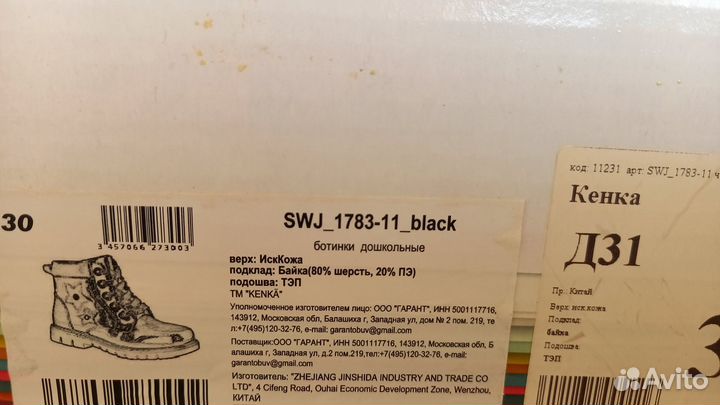 30
3 457066 273003
SWJ_1783-11_black
ботинки дошкольные
верх: ИскКожа
подклад: Байка(80% шерсть, 20% ПЭ)
подошва: ТЭП
ТМ "KENKÄ"
Уполномоченное изготовителем лицо: ООО "ГАРАНТ", ИНН 5001117716,
143912, Московская обл, Балашиха г, Западная ул, дом № 2 пом. 219, те
л.:+7(495)120-32-76, e-mail: garantobuv@gmail.com
Поставщик:ООО "ГАРАНТ", ИНН 5001117716, 143912, Московская обл, Б
алашиха г, Западная ул, д.2 пом.219, тел:+7(495)120-32-76, e-mail:
garantobuv@gmail.com
Изготовитель: "ZHEJIANG JINSHIDA INDUSTRY AND TRADE CO
LTD", 4 Cifeng Road, Ouhai Economic Development Zone, Wenzhou,
КИТАЙ
код: 11231 арт: SWJ_1783-11 ч
Кенка
Д31
Пр.: Китай
Верх: иск.кожа
Подклад:
байка
Подошва:
ТЭП
3
Avito